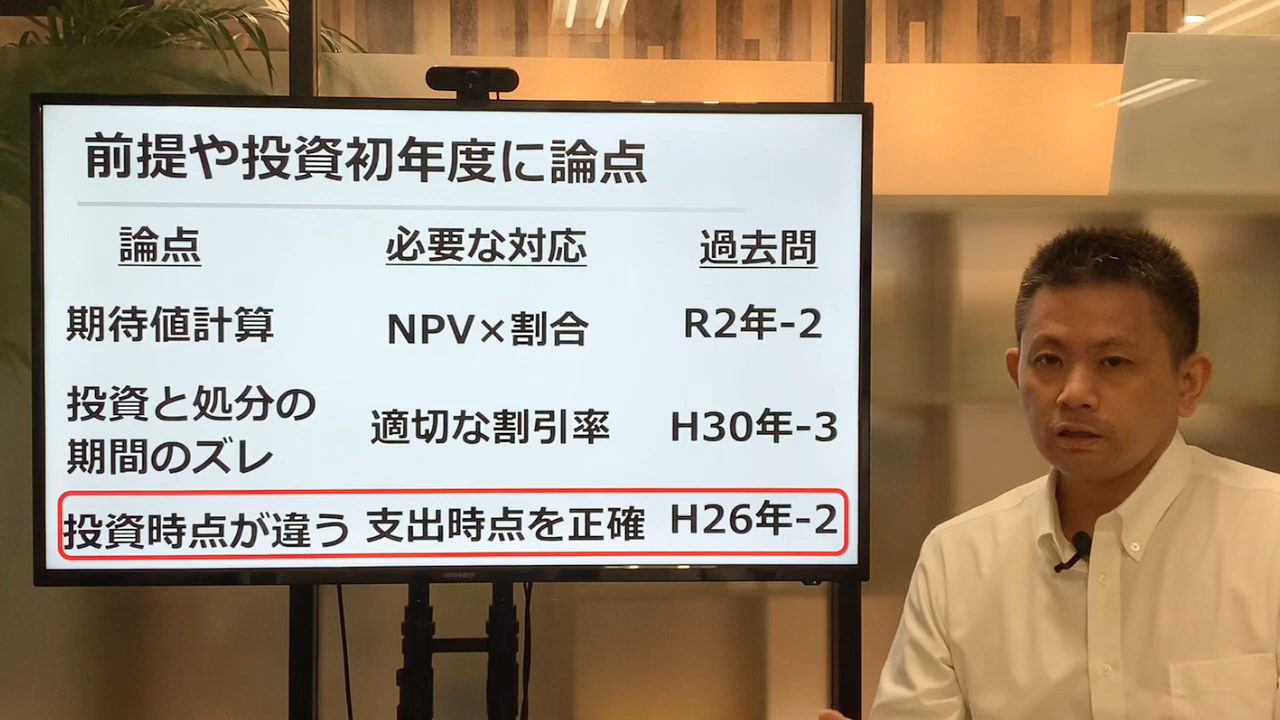 前提や投資初年度に論点
論点 必要な対応 過去問
期待値計算 NPV×割合 R2年-2
投資と処分の
期間のズレ 適切な割引率 H30年-3
投資時点が違う 支出時点を正確 H26年-2